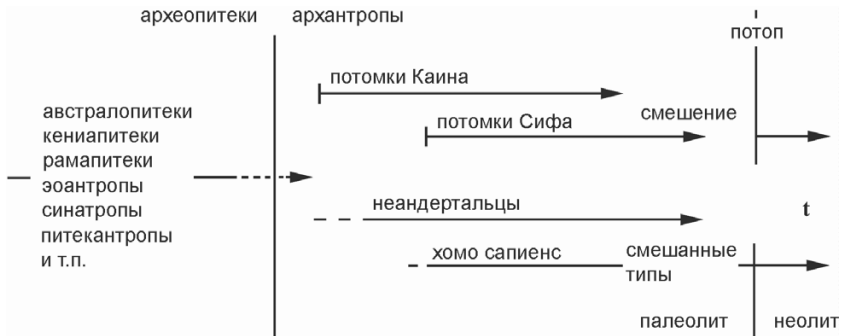 археопитеки архантропы
потоп
потомки Каина
австралопитеки
потомки Сифа
смешение
кениапитеки
рамапитеки
эоантропы
синатропы
питекантропы
и т.п.
неандертальцы
t
хомо сапиенс
смешанные
типы
палеолит неолит